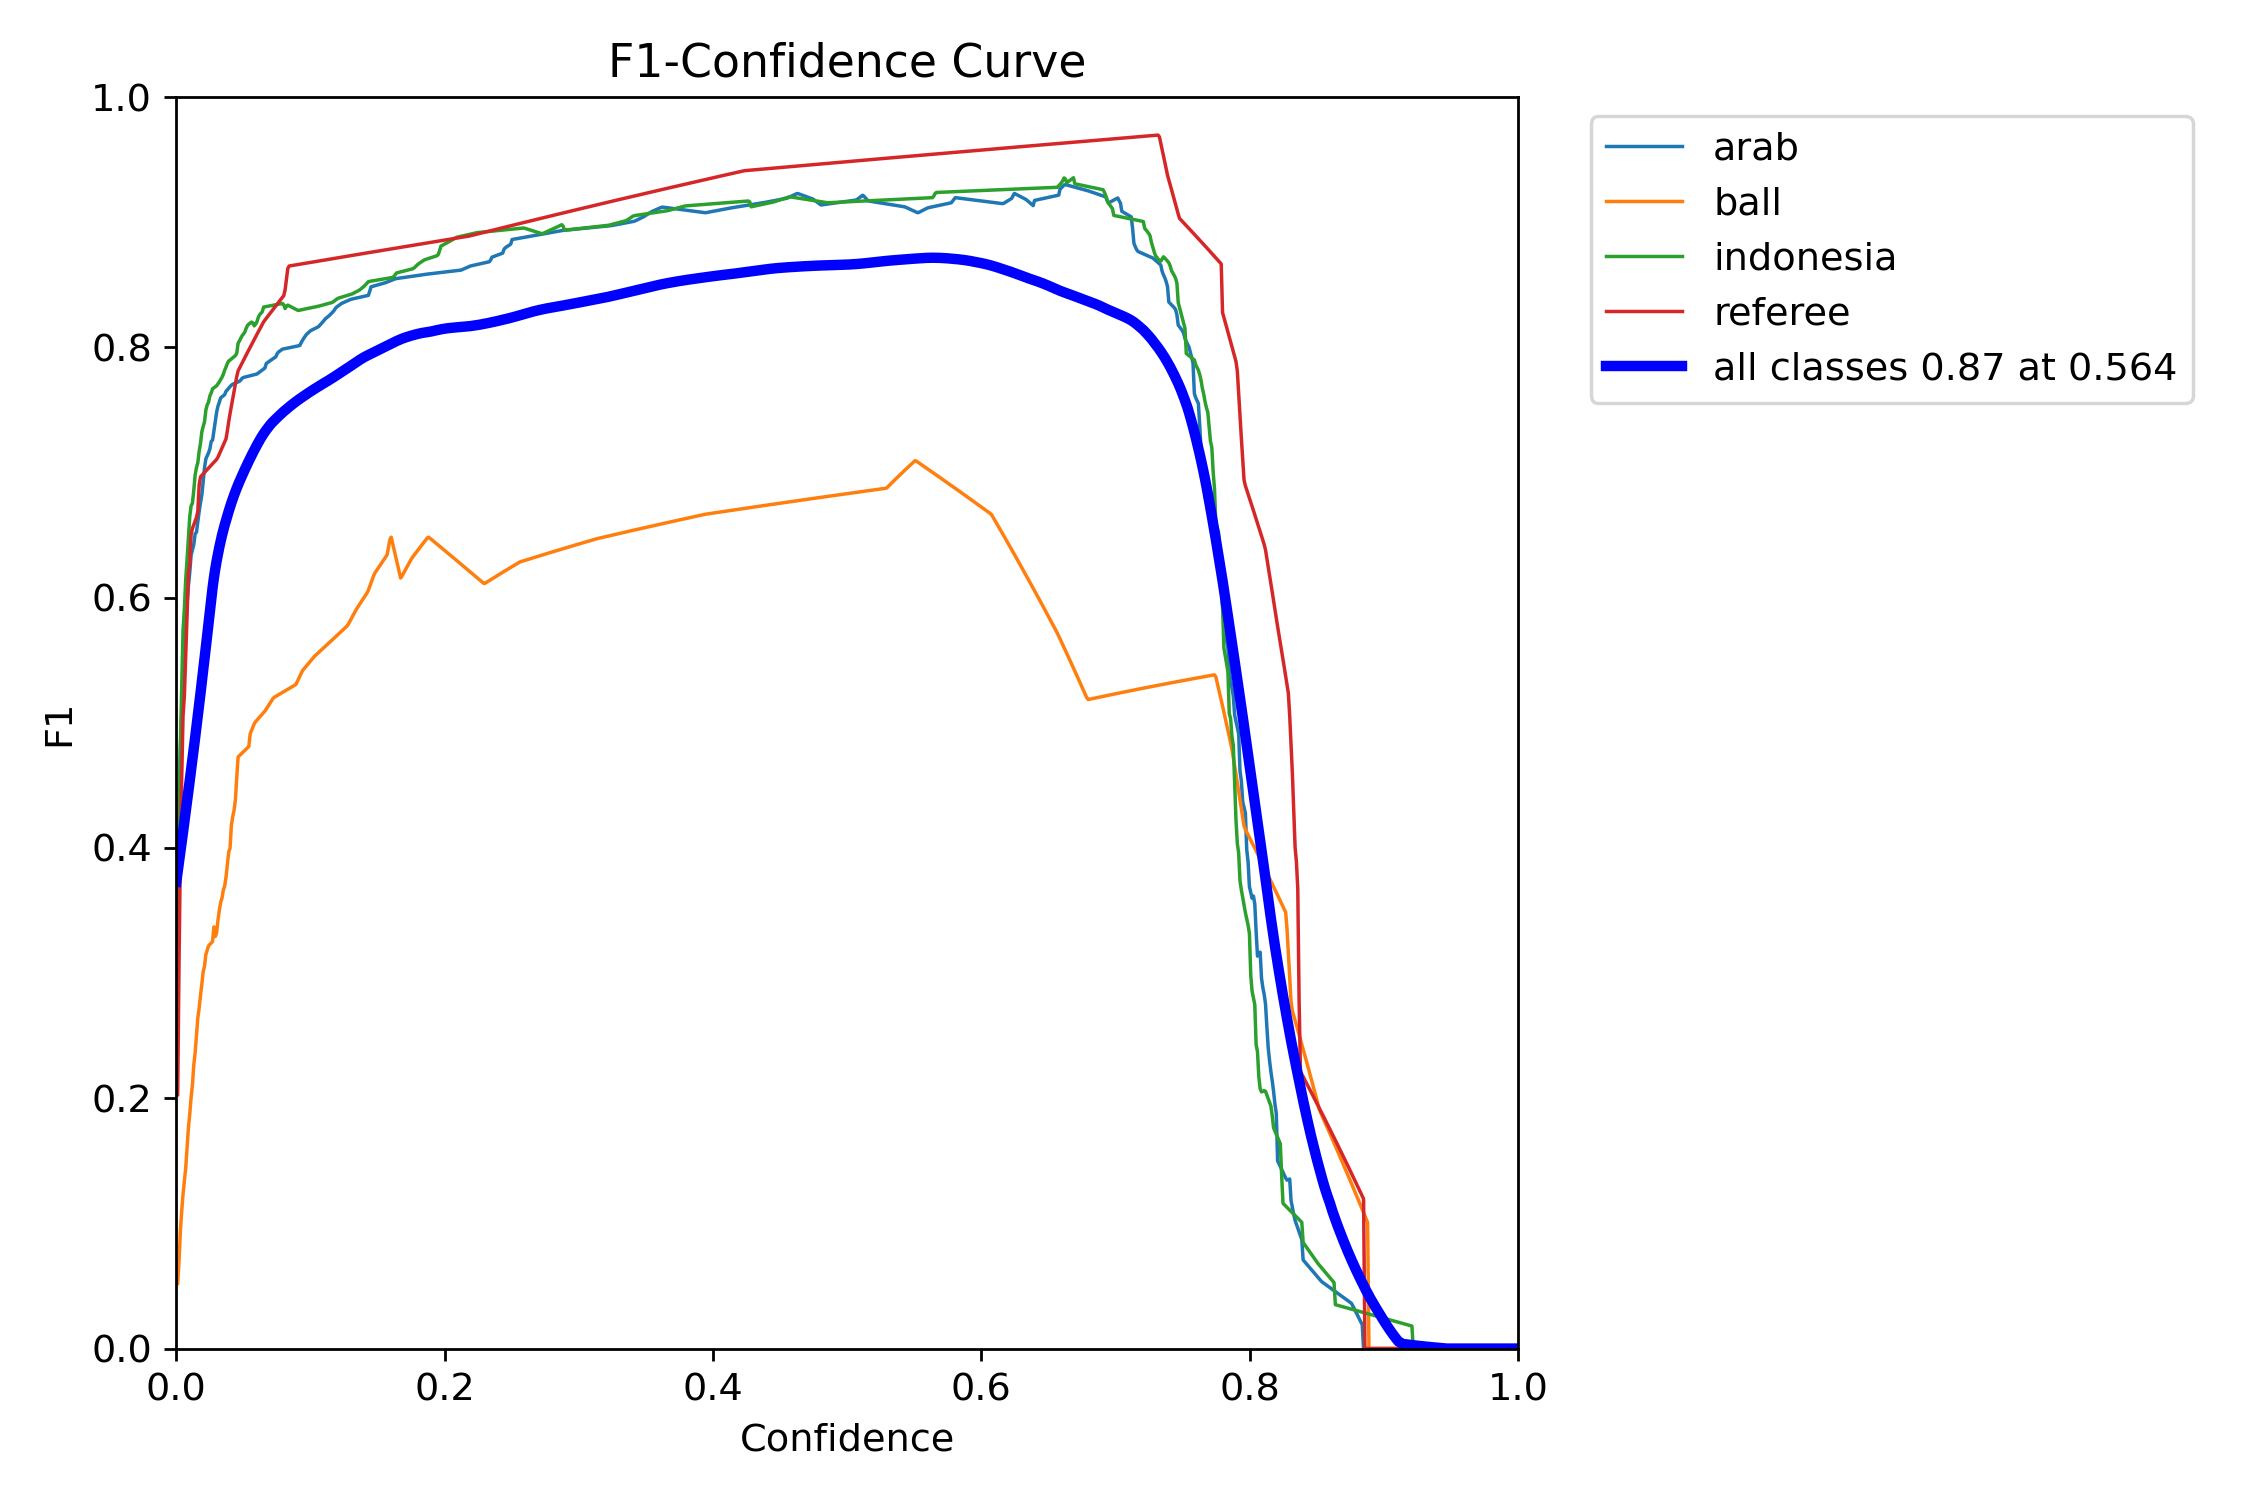 F1-Confidence Curve
1.0
0.8
0.6
0.4
0.2
0.0
F1
0.0 0.2 0.4 0.6 0.8 1.0
Confidence
arab
ball
indonesia
referee
all classes 0.87 at 0.564